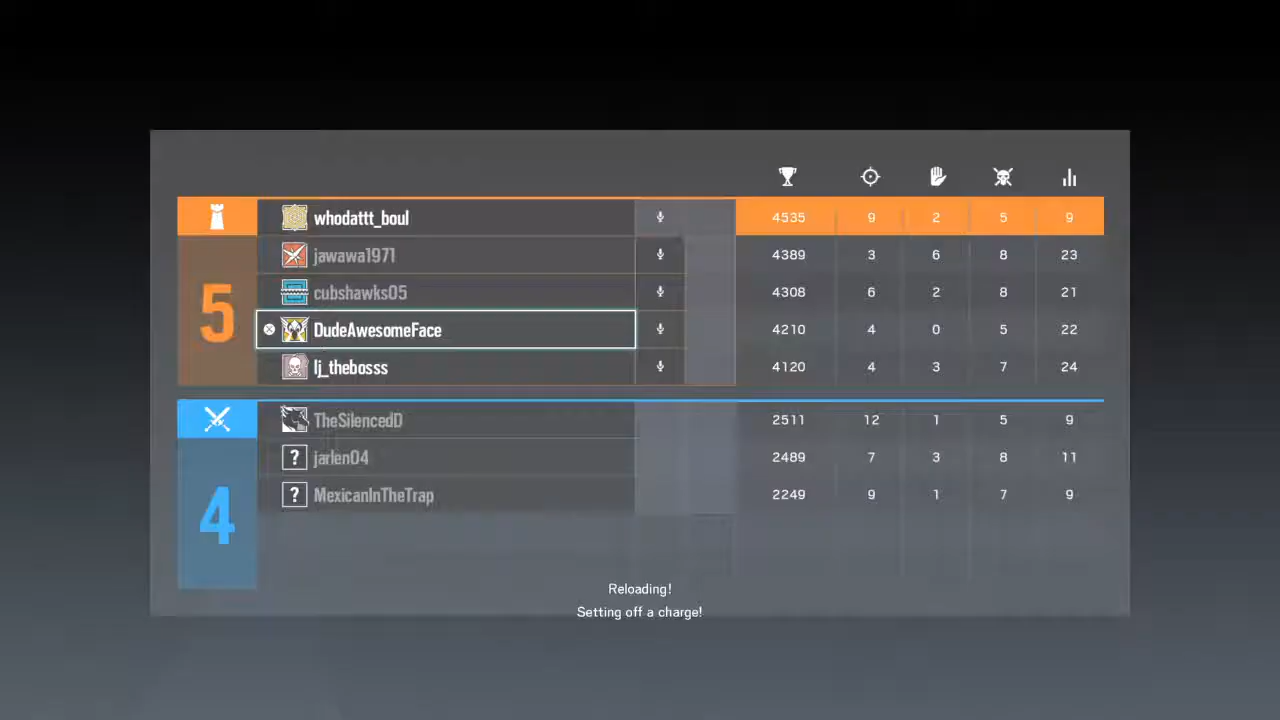 whodattt_boul 4535 9 2 5 9
jawawa1971 4389 3 6 8 23
5 cubshawks05 4308 6 2 8 21
DudeAwesomeFace 4210 4 0 5 22
lj_thebosss 4120 4 3 7 24
TheSilencedD 2511 12 1 5 9
? jarlen04 2489 7 3 8 11
? MexicanInTheTrap 2249 9 1 7 9
4
Reloading!
Setting off a charge!